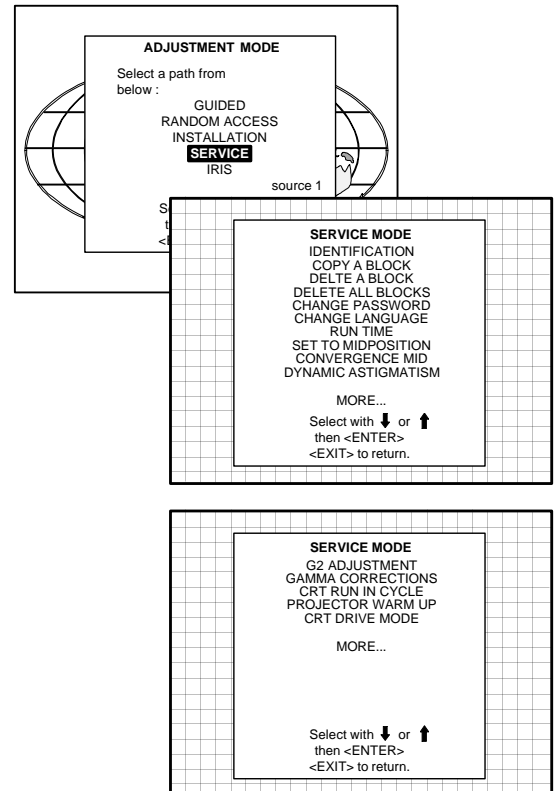 ADJUSTMENT MODE
Select a path from
below :
GUIDED
RANDOM ACCESS
INSTALLATION
SERVICE
IRIS
source 1
S
t
<E
SERVICE MODE
IDENTIFICATION
COPY A BLOCK
DELTE A BLOCK
DELETE ALL BLOCKS
CHANGE PASSWORD
CHANGE LANGUAGE
RUN TIME
SET TO MIDPOSITION
CONVERGENCE MID
DYNAMIC ASTIGMATISM
MORE...
Select with ⬇ or ⬆
then <ENTER>
<EXIT> to return.
SERVICE MODE
G2 ADJUSTMENT
GAMMA CORRECTIONS
CRT RUN IN CYCLE
PROJECTOR WARM UP
CRT DRIVE MODE
MORE...
Select with ⬇ or ⬆
then <ENTER>
<EXIT> to return.